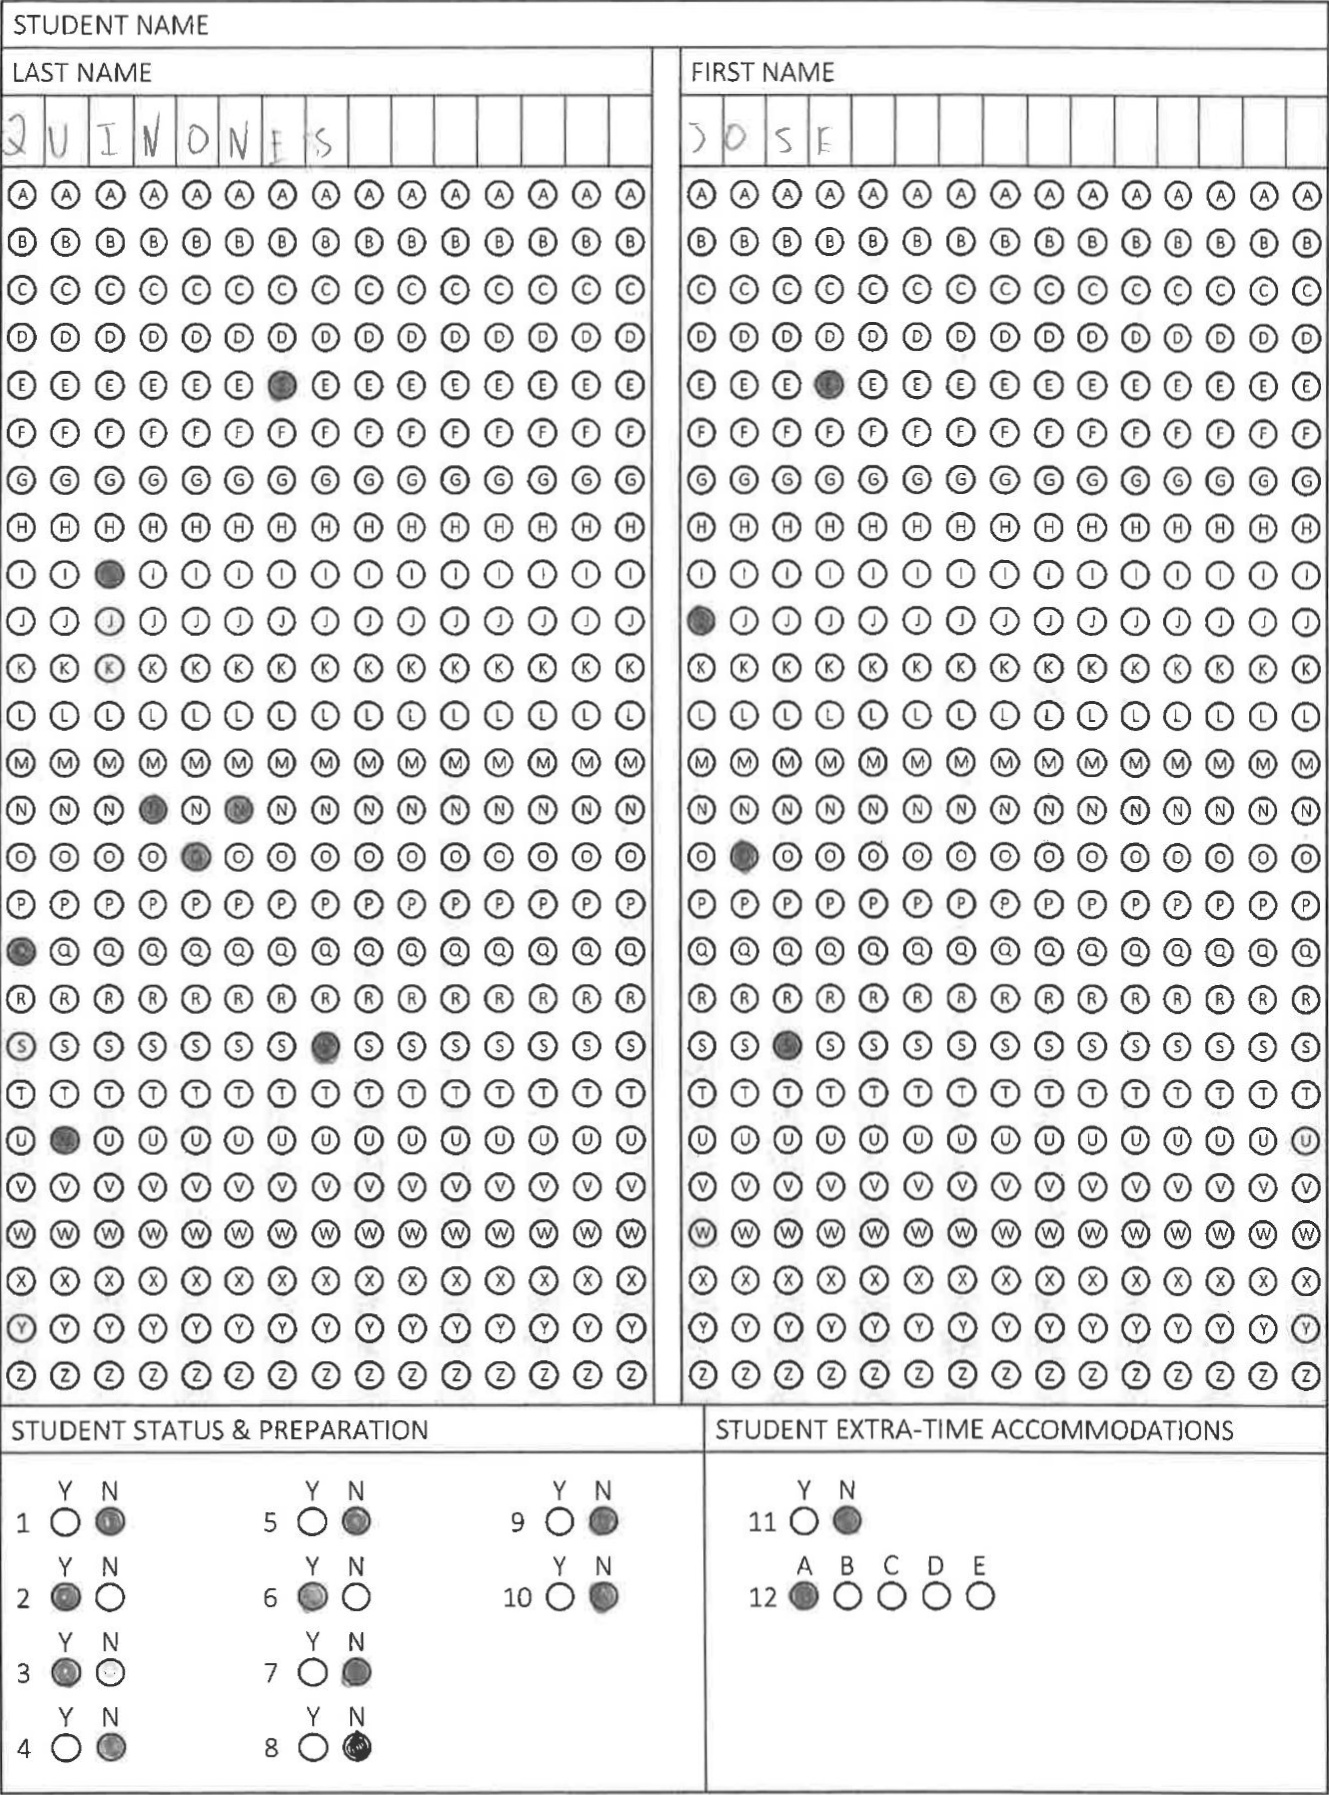 STUDENT NAME
LAST NAME FIRST NAME
QUINONES JOSE
A A A A A A A A A A A A A A A A A A A A A A A A A A A A A A
B B B B B B B B B B B B B B B B B B B B B B B B B B B B B B
C C C C C C C C C C C C C C C C C C C C C C C C C C C C C C
D D D D D D D D D D D D D D D D D D D D D D D D D D D D D D
E E E E E E E E E E E E E E E E E E E E E E E E E E E E E E
F F F F F F F F F F F F F F F F F F F F F F F F F F F F F F
G G G G G G G G G G G G G G G G G G G G G G G G G G G G G G
H H H H H H H H H H H H H H H H H H H H H H H H H H H H H H
I I I I I I I I I I I I I I I I I I I I I I I I I I I I I I
J J J J J J J J J J J J J J J J J J J J J J J J J J J J J J
K K K K K K K K K K K K K K K K K K K K K K K K K K K K K K
L L L L L L L L L L L L L L L L L L L L L L L L L L L L L L
M M M M M M M M M M M M M M M M M M M M M M M M M M M M M M
N N N N N N N N N N N N N N N N N N N N N N N N N N N N N N
O O O O O O O O O O O O O O O O O O O O O O O O O O O O O O
P P P P P P P P P P P P P P P P P P P P P P P P P P P P P P
Q Q Q Q Q Q Q Q Q Q Q Q Q Q Q Q Q Q Q Q Q Q Q Q Q Q Q Q Q Q
R R R R R R R R R R R R R R R R R R R R R R R R R R R R R R
S S S S S S S S S S S S S S S S S S S S S S S S S S S S S S
T T T T T T T T T T T T T T T T T T T T T T T T T T T T T T
U U U U U U U U U U U U U U U U U U U U U U U U U U U U U U
V V V V V V V V V V V V V V V V V V V V V V V V V V V V V V
W W W W W W W W W W W W W W W W W W W W W W W W W W W W W W
X X X X X X X X X X X X X X X X X X X X X X X X X X X X X X
Y Y Y Y Y Y Y Y Y Y Y Y Y Y Y Y Y Y Y Y Y Y Y Y Y Y Y Y Y Y
Z Z Z Z Z Z Z Z Z Z Z Z Z Z Z Z Z Z Z Z Z Z Z Z Z Z Z Z Z Z
STUDENT STATUS & PREPARATION STUDENT EXTRA-TIME ACCOMMODATIONS
Y N Y N Y N Y N
1 5 9 11
Y N Y N Y N A B C D E
2 6 10 12
Y N Y N
3 7
Y N Y N
4 8